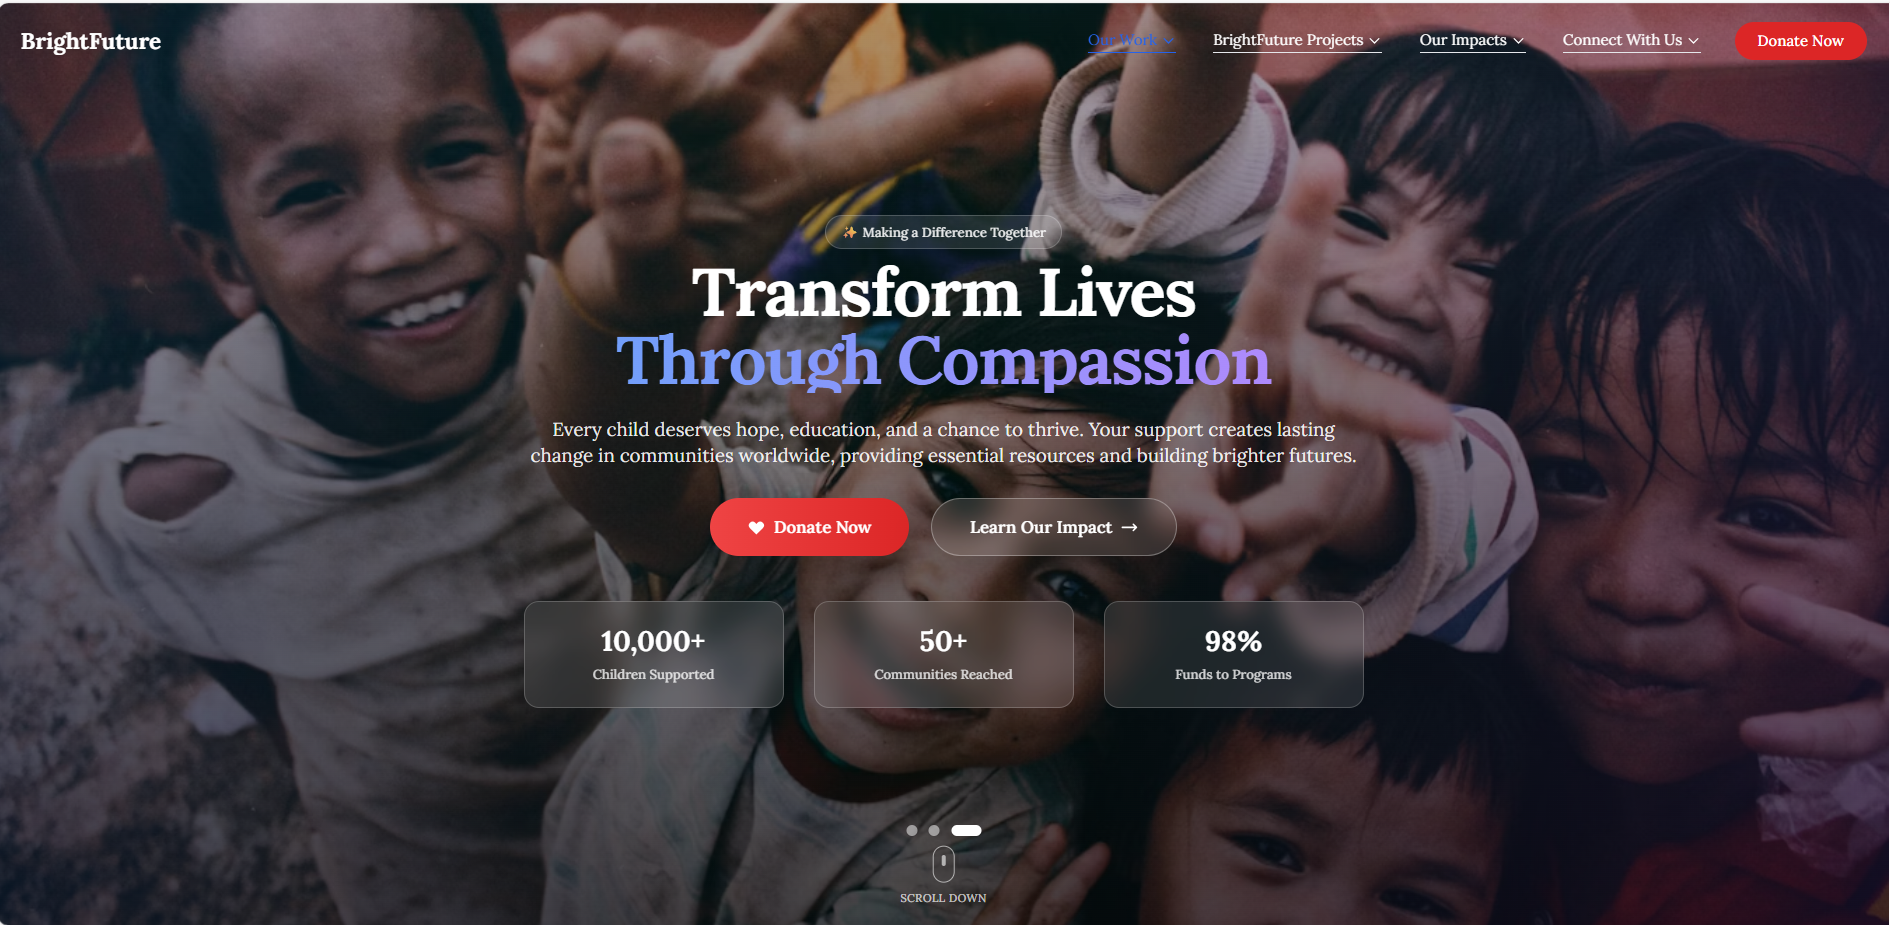 BrightFuture
Our Work
BrightFuture Projects
Our Impacts
Connect With Us
Donate Now
✨ Making a Difference Together
Transform Lives
Through Compassion
Every child deserves hope, education, and a chance to thrive. Your support creates lasting
change in communities worldwide, providing essential resources and building brighter futures.
Donate Now
Learn Our Impact →
10,000+
Children Supported
50+
Communities Reached
98%
Funds to Programs
SCROLL DOWN